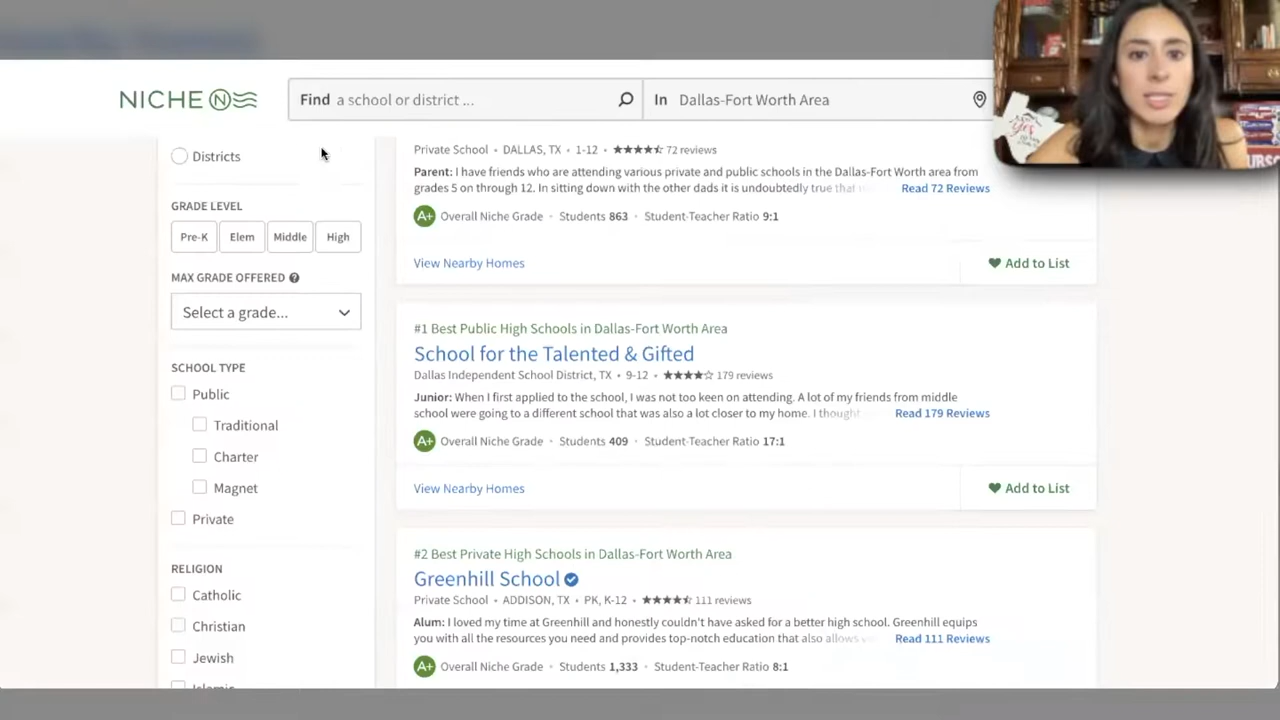 NICHE N
Find a school or district ...
In Dallas-Fort Worth Area
Districts
GRADE LEVEL
Pre-K Elem Middle High
MAX GRADE OFFERED ?
Select a grade...
SCHOOL TYPE
Public
Traditional
Charter
Magnet
Private
RELIGION
Catholic
Christian
Jewish
Islamic
Private School • DALLAS, TX • 1-12 • 72 reviews
Parent: I have friends who are attending various private and public schools in the Dallas-Fort Worth area from
grades 5 on through 12. In sitting down with the other dads it is undoubtedly true that Read 72 Reviews
A+ Overall Niche Grade • Students 863 • Student-Teacher Ratio 9:1
View Nearby Homes
Add to List
#1 Best Public High Schools in Dallas-Fort Worth Area
School for the Talented & Gifted
Dallas Independent School District, TX • 9-12 • 179 reviews
Junior: When I first applied to the school, I was not too keen on attending. A lot of my friends from middle
school were going to a different school that was also a lot closer to my home. I thought Read 179 Reviews
A+ Overall Niche Grade • Students 409 • Student-Teacher Ratio 17:1
View Nearby Homes
Add to List
#2 Best Private High Schools in Dallas-Fort Worth Area
Greenhill School
Private School • ADDISON, TX • PK, K-12 • 111 reviews
Alum: I loved my time at Greenhill and honestly couldn't have asked for a better high school. Greenhill equips
you with all the resources you need and provides top-notch education that also allows Read 111 Reviews
A+ Overall Niche Grade • Students 1,333 • Student-Teacher Ratio 8:1